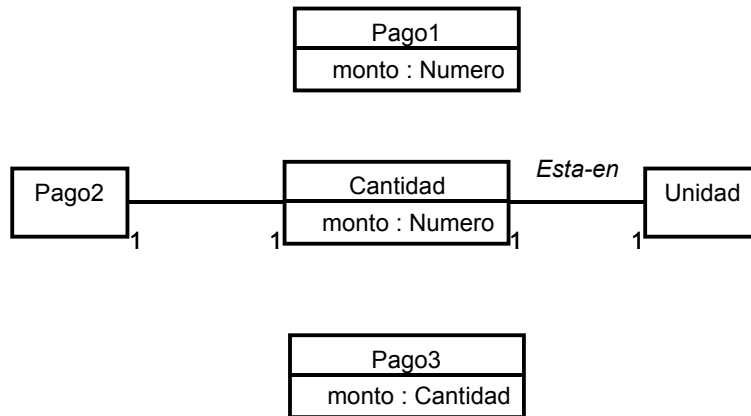 Pago1
monto : Numero
Esta-en
Pago2
Cantidad
Unidad
monto : Numero
1
1
1
1
Pago3
monto : Cantidad